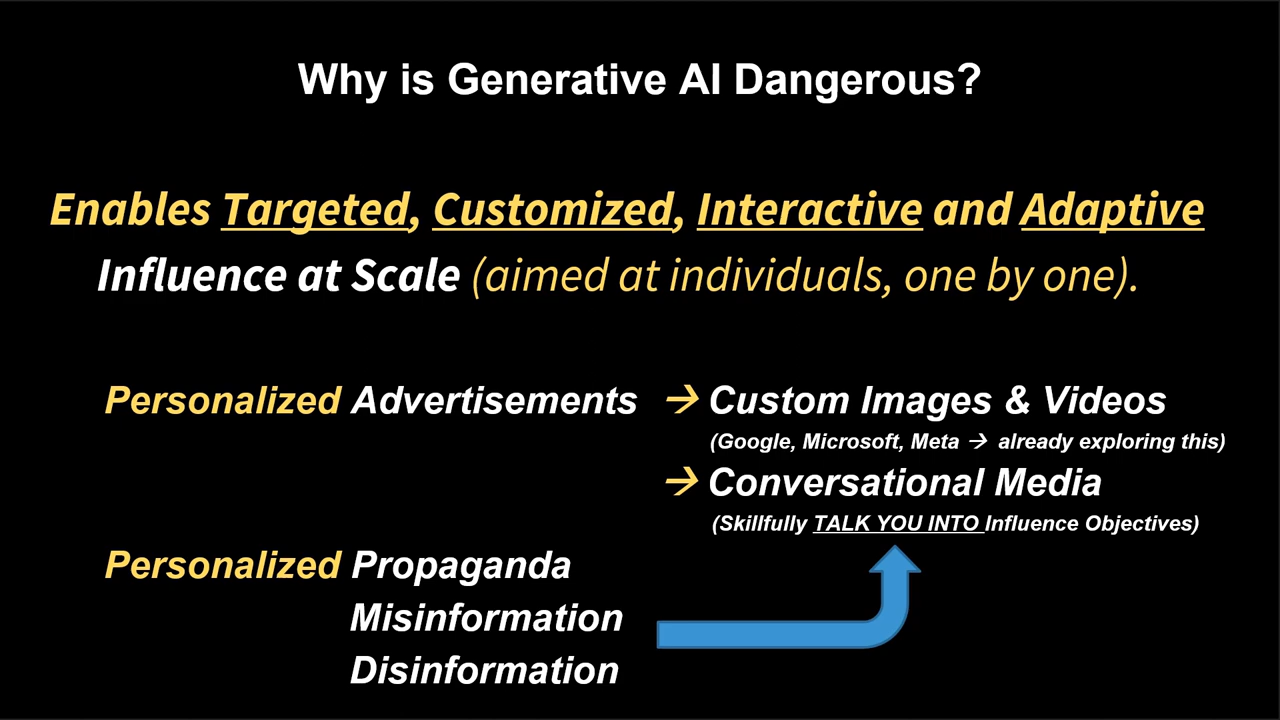 Why is Generative AI Dangerous?
Enables Targeted, Customized, Interactive and Adaptive
Influence at Scale (aimed at individuals, one by one).
Personalized Advertisements → Custom Images & Videos
(Google, Microsoft, Meta → already exploring this)
→ Conversational Media
(Skillfully TALK YOU INTO Influence Objectives)
Personalized Propaganda
Misinformation
Disinformation